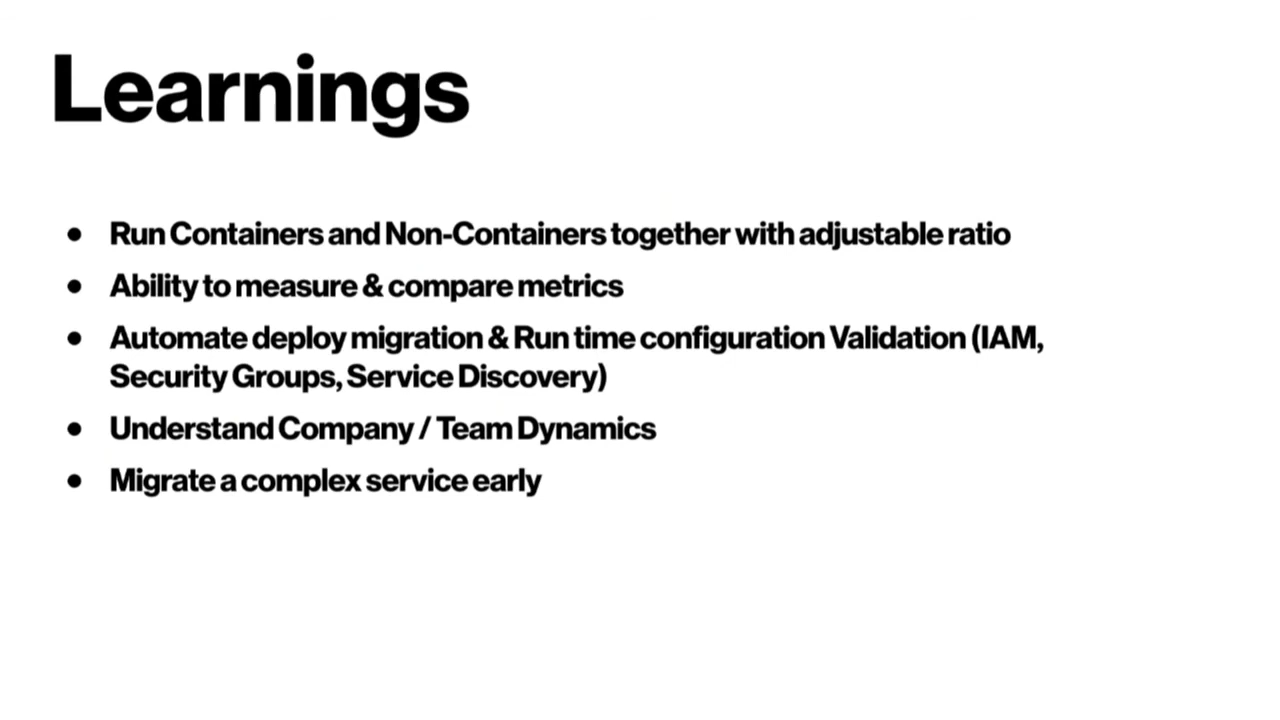 Learnings
● Run Containers and Non-Containers together with adjustable ratio
● Ability to measure & compare metrics
● Automate deploy migration & Run time configuration Validation (IAM,
Security Groups, Service Discovery)
● Understand Company / Team Dynamics
● Migrate a complex service early